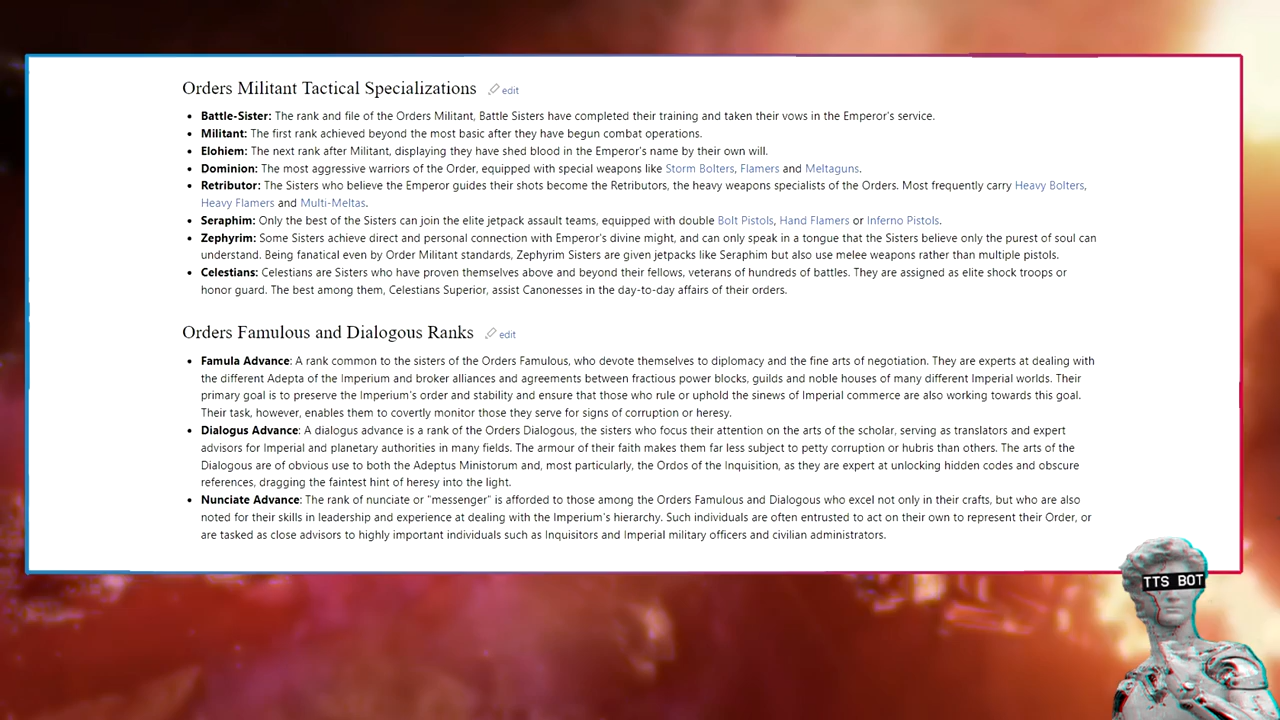 Orders Militant Tactical Specializations edit
Battle-Sister: The rank and file of the Orders Militant, Battle Sisters have completed their training and taken their vows in the Emperor's service.
Militant: The first rank achieved beyond the most basic after they have begun combat operations.
Elohiem: The next rank after Militant, displaying they have shed blood in the Emperor's name by their own will.
Dominion: The most aggressive warriors of the Order, equipped with special weapons like Storm Bolters, Flamers and Meltaguns.
Retributor: The Sisters who believe the Emperor guides their shots become the Retributors, the heavy weapons specialists of the Orders. Most frequently carry Heavy Bolters,
Heavy Flamers and Multi-Meltas.
Seraphim: Only the best of the Sisters can join the elite jetpack assault teams, equipped with double Bolt Pistols, Hand Flamers or Inferno Pistols.
Zephyrim: Some Sisters achieve direct and personal connection with Emperor's divine might, and can only speak in a tongue that the Sisters believe only the purest of soul can
understand. Being fanatical even by Order Militant standards, Zephyrim Sisters are given jetpacks like Seraphim but also use melee weapons rather than multiple pistols.
Celestians: Celestians are Sisters who have proven themselves above and beyond their fellows, veterans of hundreds of battles. They are assigned as elite shock troops or
honor guard. The best among them, Celestians Superior, assist Canonesses in the day-to-day affairs of their orders.
Orders Famulous and Dialogous Ranks edit
Famula Advance: A rank common to the sisters of the Orders Famulous, who devote themselves to diplomacy and the fine arts of negotiation. They are experts at dealing with
the different Adepta of the Imperium and broker alliances and agreements between fractious power blocks, guilds and noble houses of many different Imperial worlds. Their
primary goal is to preserve the Imperium's order and stability and ensure that those who rule or uphold the sinews of Imperial commerce are also working towards this goal.
Their task, however, enables them to covertly monitor those they serve for signs of corruption or heresy.
Dialogus Advance: A dialogus advance is a rank of the Orders Dialogous, the sisters who focus their attention on the arts of the scholar, serving as translators and expert
advisors for Imperial and planetary authorities in many fields. The armour of their faith makes them far less subject to petty corruption or hubris than others. The arts of the
Dialogous are of obvious use to both the Adeptus Ministorum and, most particularly, the Ordos of the Inquisition, as they are expert at unlocking hidden codes and obscure
references, dragging the faintest hint of heresy into the light.
Nunciate Advance: The rank of nunciate or "messenger" is afforded to those among the Orders Famulous and Dialogous who excel not only in their crafts, but who are also
noted for their skills in leadership and experience at dealing with the Imperium's hierarchy. Such individuals are often entrusted to act on their own to represent their Order, or
are tasked as close advisors to highly important individuals such as Inquisitors and Imperial military officers and civilian administrators.
TTS BOT